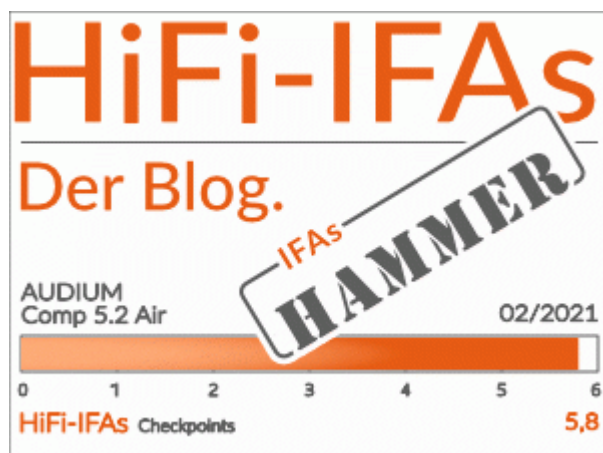 HiFi-IFAs
Der Blog.
IFAs
HAMMER
AUDIUM
Comp 5.2 Air
02/2021
0 1 2 3 4 5 6
HiFi-IFAs Checkpoints 5,8